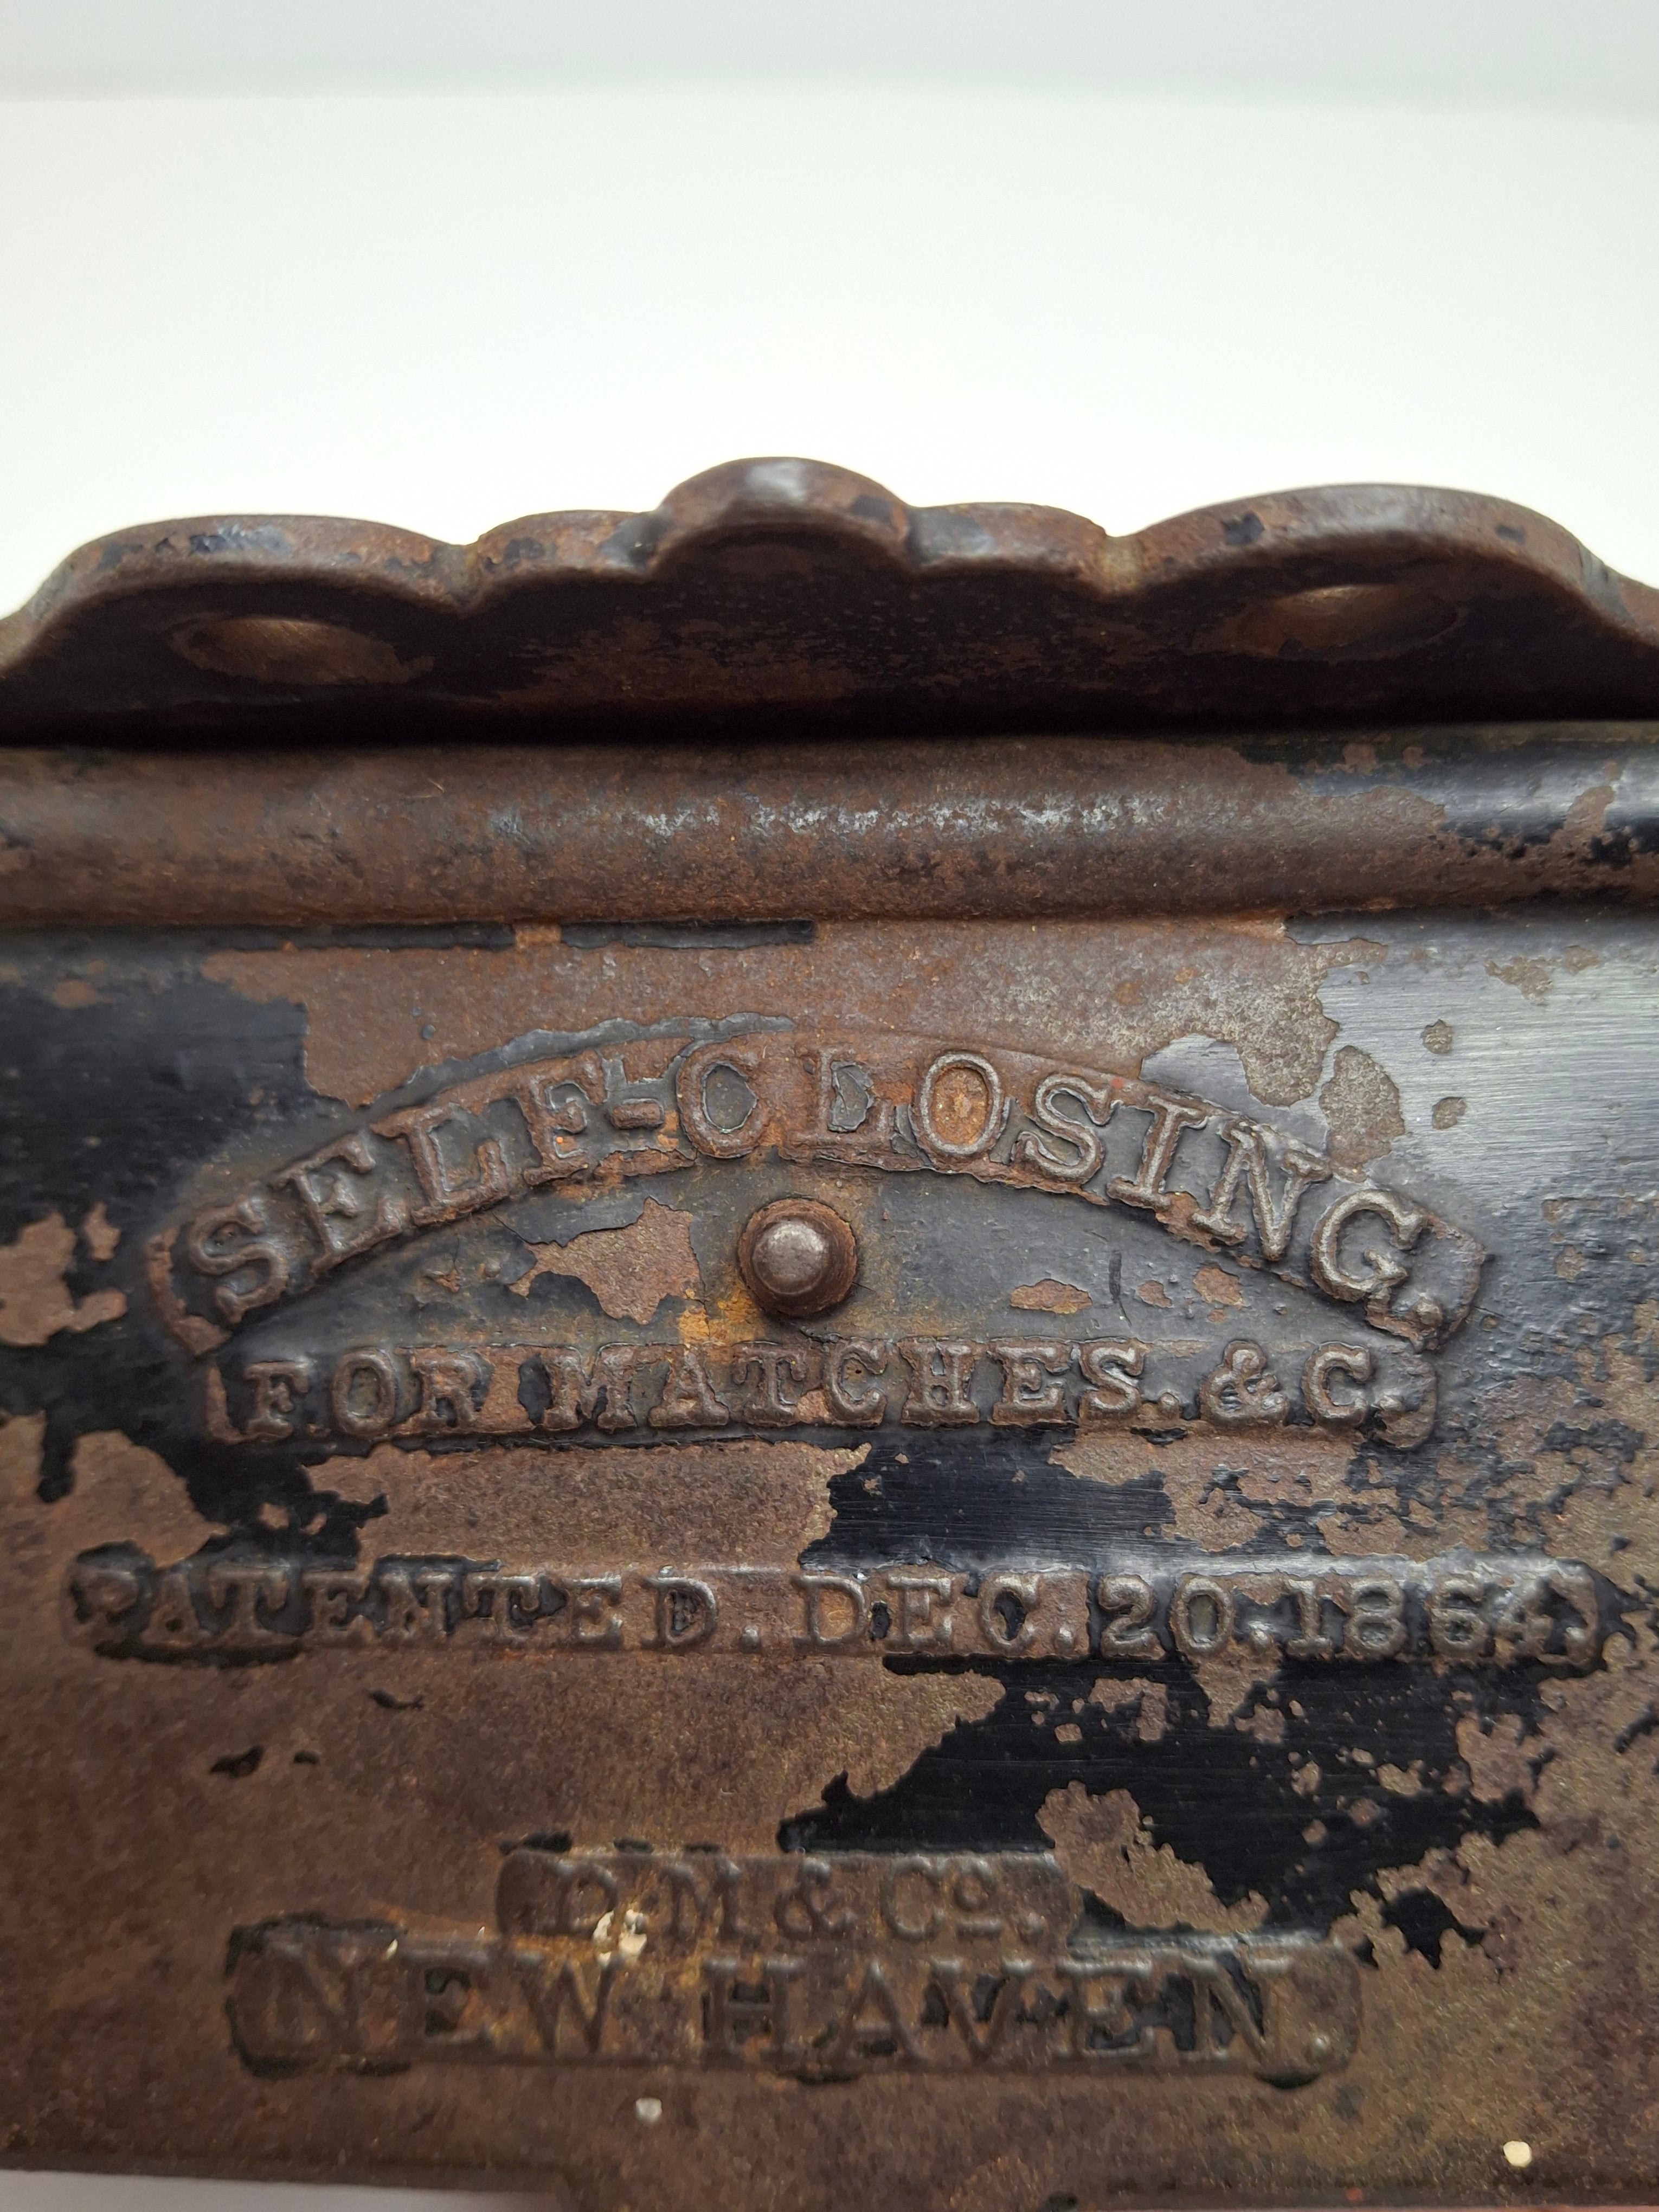 SELF-CLOSING.
FOR MATCHES. & C.
PATENTED. DEC. 20. 1864.
D. M & Co.
NEW HAVEN.